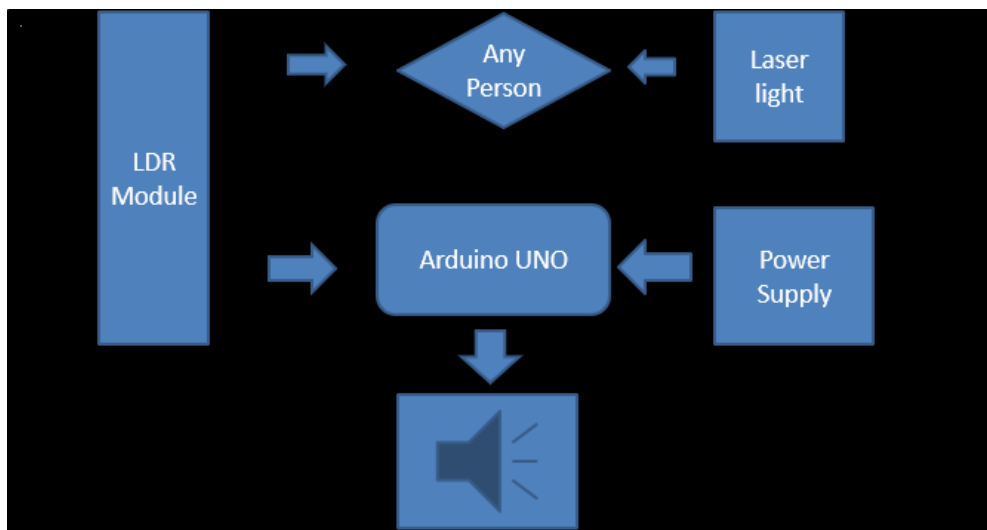 Any
Person
Laser
light
LDR
Module
Arduino UNO
Power
Supply